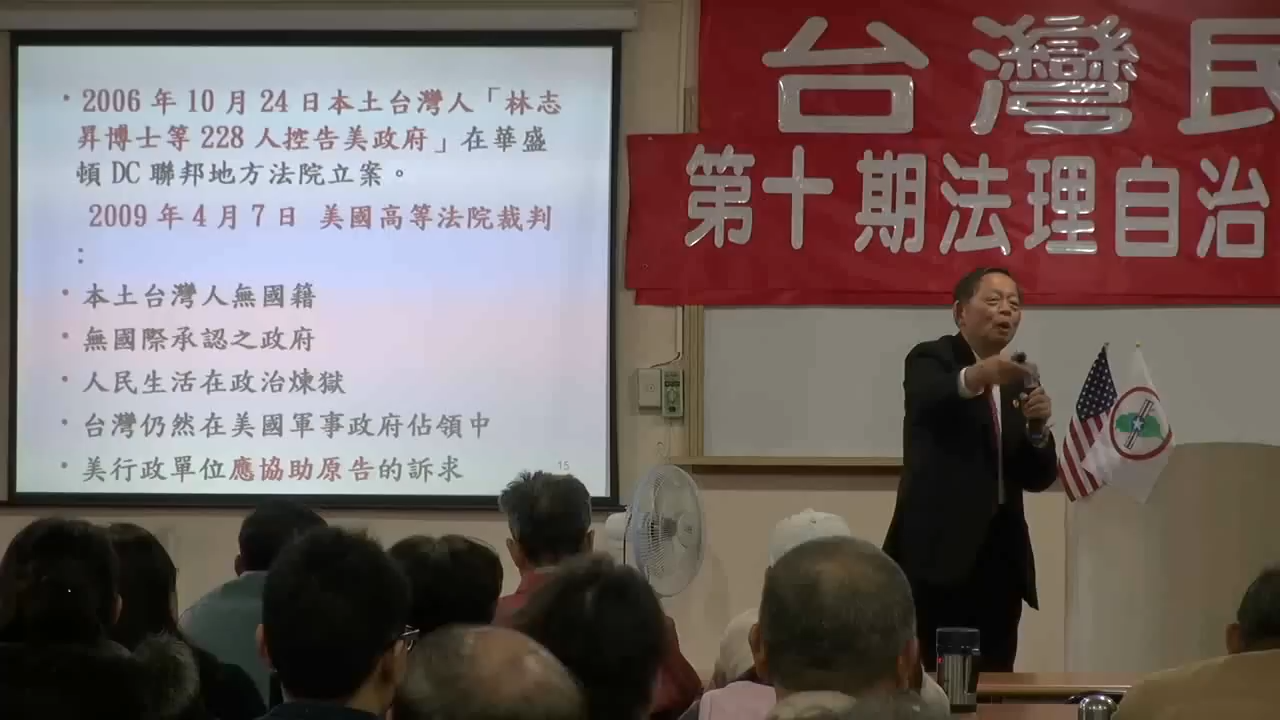 • 2006 年 10 月 24 日本土台灣人「林志
昇博士等 228 人控告美政府」在華盛
頓 DC 聯邦地方法院立案。
2009 年 4 月 7 日 美國高等法院裁判
:
• 本土台灣人無國籍
• 無國際承認之政府
• 人民生活在政治煉獄
• 台灣仍然在美國軍事政府佔領中
• 美行政單位應協助原告的訴求
15
台灣民
第十期法理自治